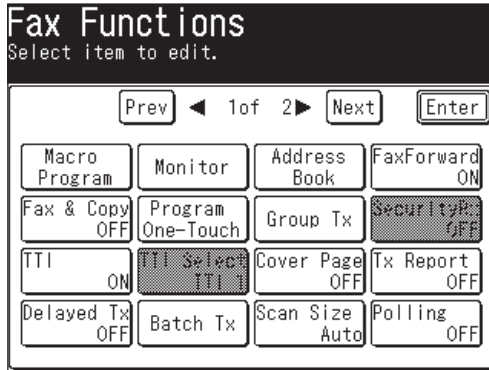 Fax Functions
Select item to edit.
Prev ◀ 1of 2▶ Next Enter
Macro Program
Monitor
Address Book
FaxForward ON
Fax & Copy OFF
Program One-Touch
Group Tx
SecurityR: OFF
TTI ON
TTI Select TTI 1
Cover Page OFF
Tx Report OFF
Delayed Tx OFF
Batch Tx
Scan Size Auto
Polling OFF